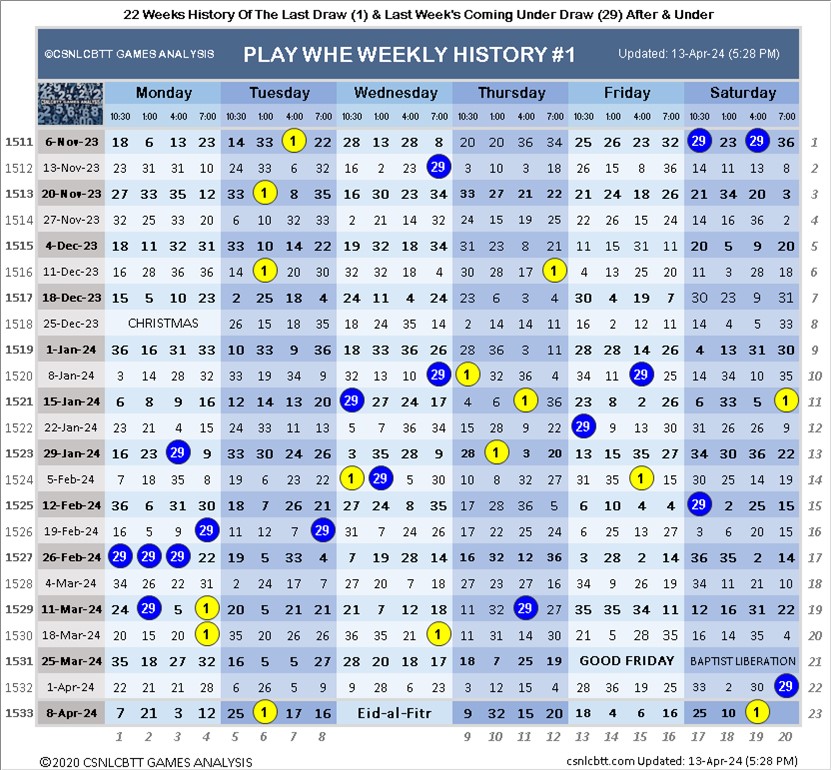 22 Weeks History Of The Last Draw (1) & Last Week's Coming Under Draw (29) After & Under
©CSNLCBTT GAMES ANALYSIS PLAY WHE WEEKLY HISTORY #1 Updated: 13-Apr-24 (5:28 PM)
Monday Tuesday Wednesday Thursday Friday Saturday
10:30 1:00 4:00 7:00 10:30 1:00 4:00 7:00 10:30 1:00 4:00 7:00 10:30 1:00 4:00 7:00 10:30 1:00 4:00 7:00 10:30 1:00 4:00 7:00
1511 6-Nov-23 18 6 13 23 14 33 1 22 28 13 28 8 20 20 36 34 25 26 23 32 29 23 29 36 1
1512 13-Nov-23 23 31 31 10 24 3 6 32 16 2 23 29 3 10 3 18 26 15 8 36 14 11 13 8 2
1513 20-Nov-23 27 33 35 12 33 1 8 35 16 30 23 34 33 27 21 22 21 24 18 26 21 34 20 3 3
1514 27-Nov-23 32 25 33 20 6 10 32 33 2 21 14 32 24 15 19 25 22 6 19 33 14 16 36 2 4
1515 4-Dec-23 18 11 32 31 33 10 14 22 19 32 18 34 31 23 8 21 11 15 31 11 20 5 9 20 5
1516 11-Dec-23 16 28 36 36 14 1 20 30 32 32 18 4 30 28 17 1 4 13 25 20 11 3 28 18 6
1517 18-Dec-23 15 5 10 23 2 25 18 4 24 11 4 24 23 6 3 4 30 4 19 7 30 23 9 31 7
1518 25-Dec-23 CHRISTMAS 26 15 18 35 18 24 35 14 2 14 14 11 16 2 12 11 14 4 5 33 8
1519 1-Jan-24 36 16 31 33 10 33 9 36 18 33 36 26 28 36 3 11 28 28 14 26 4 13 31 30 9
1520 8-Jan-24 3 14 28 32 33 19 34 9 32 13 10 29 1 32 36 4 34 11 29 25 14 34 10 35 10
1521 15-Jan-24 6 8 9 16 12 14 13 20 29 27 24 17 4 6 1 36 23 8 2 26 6 33 5 1 11
1522 22-Jan-24 23 21 4 15 24 33 11 13 5 7 36 34 15 28 9 22 29 9 13 30 31 26 26 9 12
1523 29-Jan-24 16 23 29 9 33 30 24 26 3 35 28 9 28 1 3 20 13 15 35 27 34 30 36 22 13
1524 5-Feb-24 7 18 35 8 19 6 23 22 1 29 5 30 10 8 32 27 31 35 1 15 30 25 14 19 14
1525 12-Feb-24 36 6 31 30 18 7 26 21 27 24 8 35 17 28 36 5 6 10 4 4 29 2 25 15 15
1526 19-Feb-24 16 5 9 29 11 12 7 29 31 7 24 26 17 22 25 24 6 25 13 27 3 6 10 15 16
1527 26-Feb-24 29 29 29 22 19 5 33 4 7 19 28 14 16 32 12 36 3 8 2 14 36 35 2 14 17
1528 4-Mar-24 34 26 22 31 2 24 17 7 27 20 7 18 27 23 27 16 34 9 26 19 34 11 21 10 18
1529 11-Mar-24 24 29 5 1 20 5 21 21 21 7 12 18 11 32 29 27 35 35 34 11 12 16 31 22 19
1530 18-Mar-24 20 15 20 1 35 20 26 26 36 35 21 1 11 31 14 30 21 5 28 35 16 14 35 4 20
1531 25-Mar-24 35 18 27 32 16 5 5 27 28 20 18 17 18 7 25 19 GOOD FRIDAY BAPTIST LIBERATION 21
1532 1-Apr-24 22 21 21 28 6 26 5 9 9 28 6 23 3 12 15 4 28 36 19 25 33 2 30 29 22
1533 8-Apr-24 7 21 3 12 25 1 17 16 Eid-al-Fitr 9 32 15 20 18 4 6 16 25 10 1 23
1 2 3 4 5 6 7 8 9 10 11 12 13 14 15 16 17 18 19 20
©2020 CSNLCBTT GAMES ANALYSIS csnlcbtt.com Updated: 13-Apr-24 (5:28 PM)